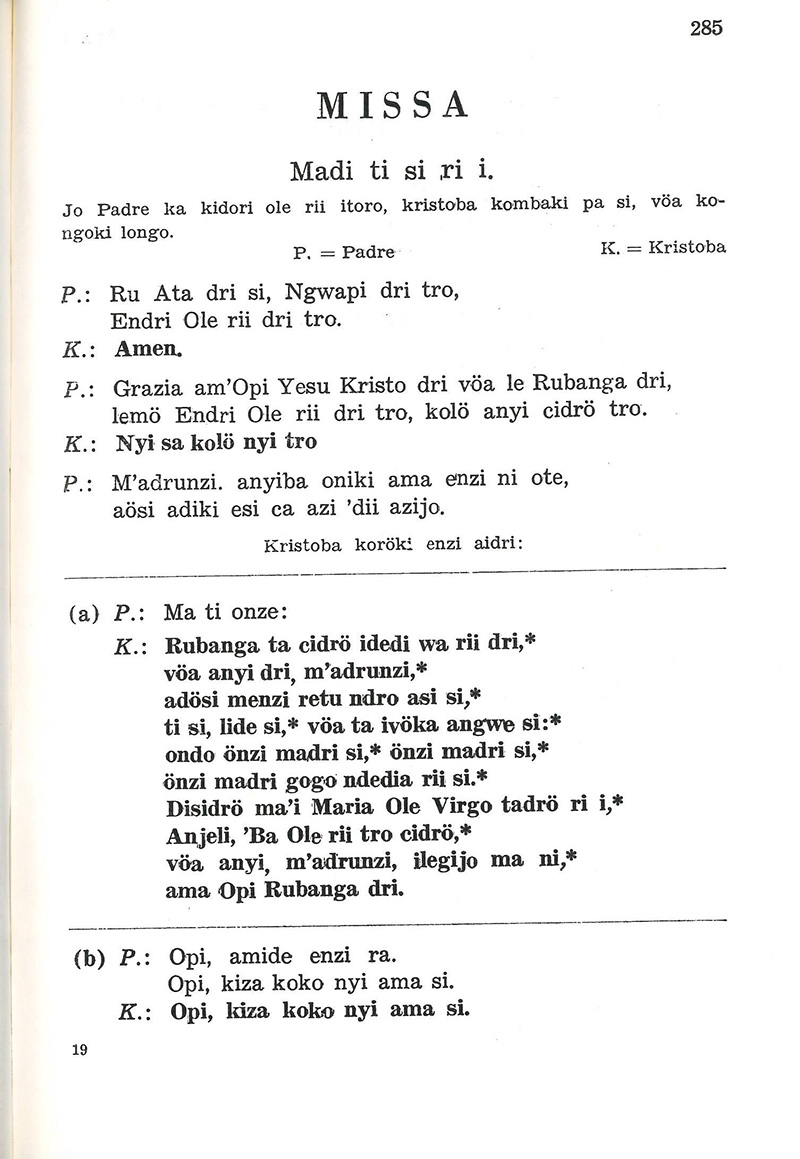 285
MISSA
Madi ti si ri i.
Jo Padre ka kidori ole rii itoro, kristoba kombaki pa si, vöa ko-
ngoki longo.
P. = Padre K. = Kristoba
P.: Ru Ata dri si, Ngwapi dri tro,
Endri Ole rii dri tro.
K.: Amen.
P.: Grazia am'Opi Yesu Kristo dri vöa le Rubanga dri,
lemö Endri Ole rii dri tro, kolö anyi cidrö tro.
K.: Nyi sa kolö nyi tro
P.: M'adrunzi. anyiba oniki ama enzi ni ote,
aösi adiki esi ca azi 'dii azijo.
Kristoba koröki enzi aidri:
(a) P.: Ma ti onze:
K.: Rubanga ta cidrö idedi wa rii dri,*
vöa anyi dri, m'adrunzi,*
adösi menzi retu ndro asi si,*
ti si, lide si,* vöa ta ivöka angwe si:*
ondo önzi madri si,* önzi madri si,*
önzi madri gogo ndedia rii si.*
Disidrö ma'i Maria Ole Virgo tadrö ri i,*
Anjeli, 'Ba Ole rii tro cidrö,*
vöa anyi, m'adrunzi, ilegijo ma ni,*
ama Opi Rubanga dri.
(b) P.: Opi, amide enzi ra.
Opi, kiza koko nyi ama si.
K.: Opi, kiza koko nyi ama si.
19